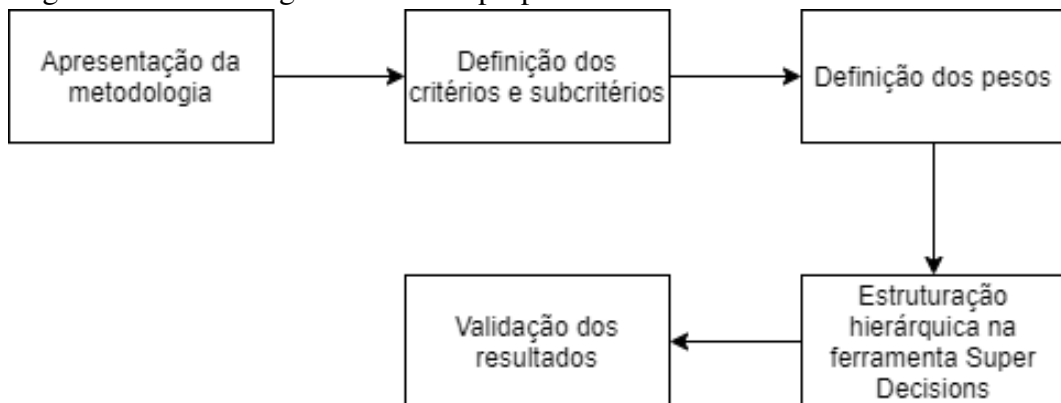 Apresentação da
metodologia
Definição dos
critérios e subcritérios
Definição dos pesos
Estruturação
hierárquica na
ferramenta Super
Decisions
Validação dos
resultados